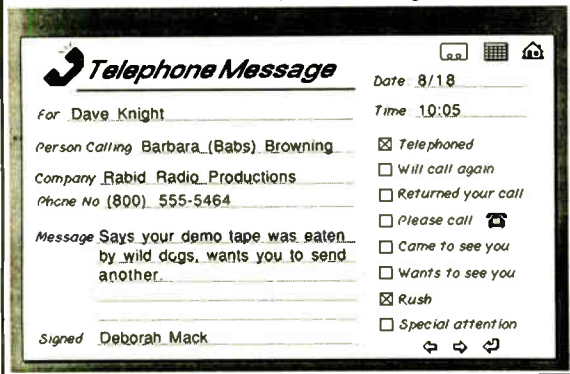 Telephone Message
Date 8/18
For Dave Knight
Time 10:05
Person Calling Barbara (Babs) Browning
Company Rabid Radio Productions
Phone No (800) 555-5464
Message Says your demo tape was eaten
by wild dogs, wants you to send
another.
Signed Deborah Mack
Telephoned
Will call again
Returned your call
Please call
Came to see you
Wants to see you
Rush
Special attention